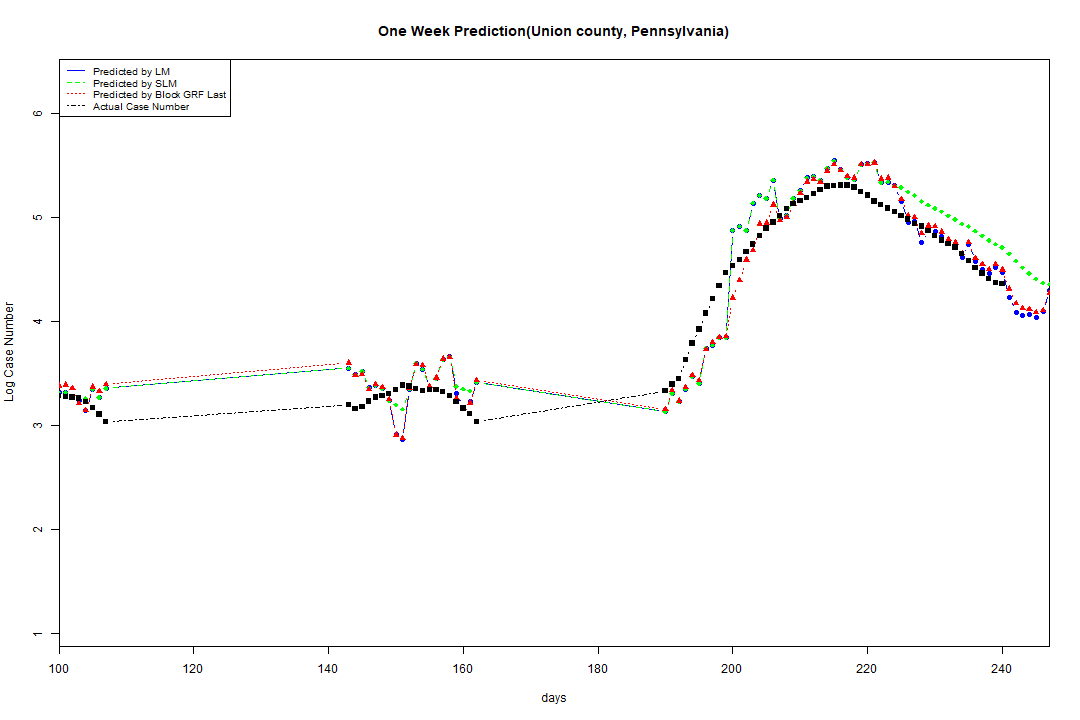 One Week Prediction(Union county, Pennsylvania)
Predicted by LM
Predicted by SLM
Predicted by Block GRF Last
Actual Case Number
6
5
4
3
2
1
Log Case Number
100 120 140 160 180 200 220 240
days